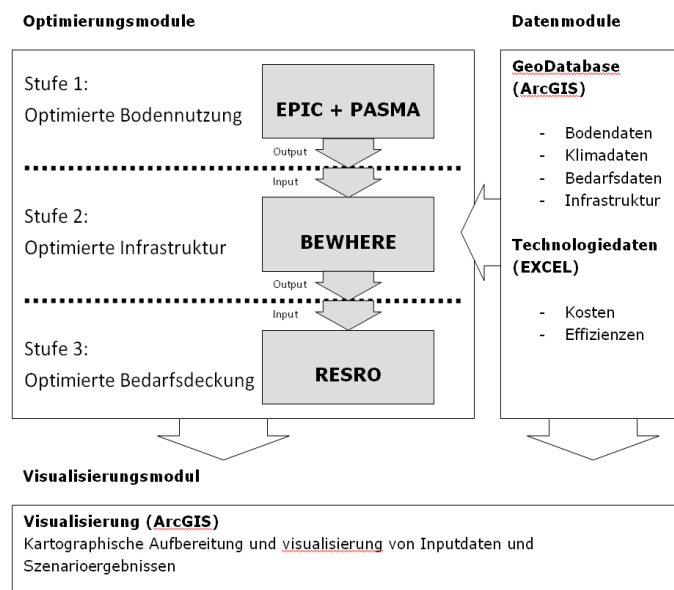 Optimierungsmodule
Stufe 1:
Optimierte Bodennutzung
EPIC + PASMA
Output
Input
Stufe 2:
Optimierte Infrastruktur
BEWHERE
Output
Input
Stufe 3:
Optimierte Bedarfsdeckung
RESRO
Datenmodule
GeoDatabase
(ArcGIS)
- Bodendaten
- Klimadaten
- Bedarfsdaten
- Infrastruktur
Technologiedaten
(EXCEL)
- Kosten
- Effizienzen
Visualisierungsmodul
Visualisierung (ArcGIS)
Kartographische Aufbereitung und visualisierung von Inputdaten und
Szenarioergebnissen